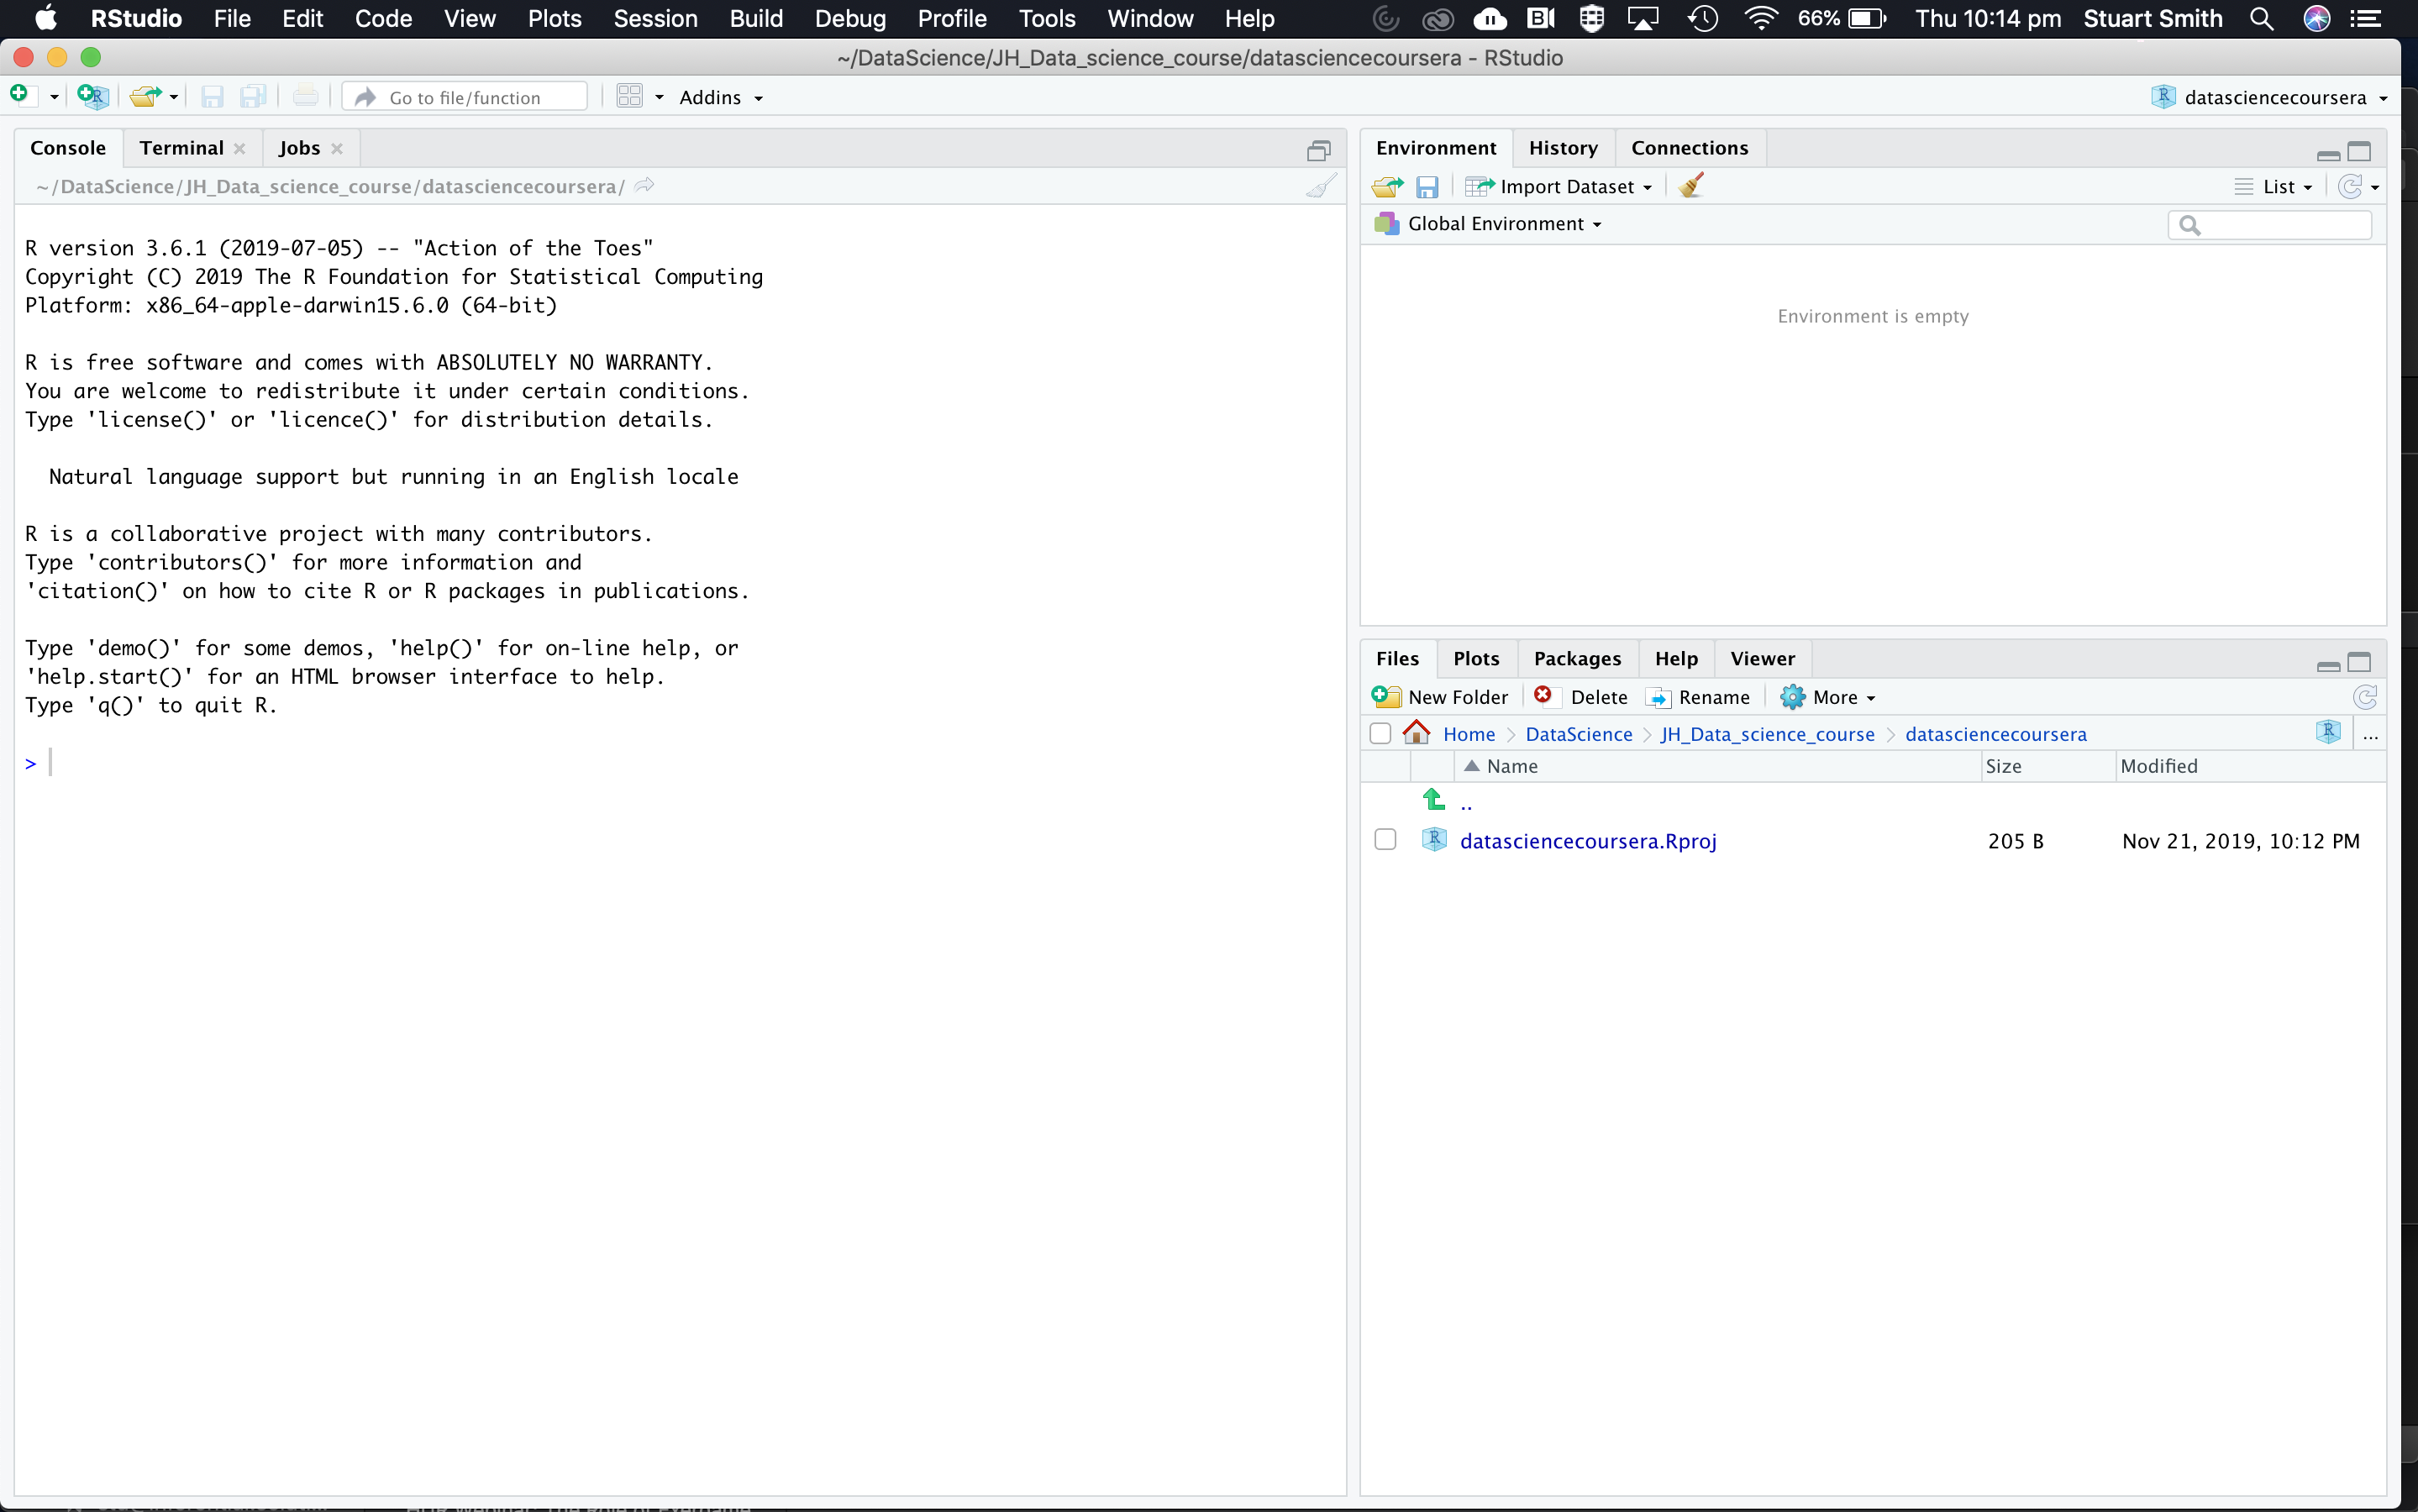 RStudio File Edit Code View Plots Session Build Debug Profile Tools Window Help 66% Thu 10:14 pm Stuart Smith
~/DataScience/JH_Data_science_course/datasciencecoursera - RStudio
Go to file/function Addins datasciencecoursera
Console Terminal Jobs
~/DataScience/JH_Data_science_course/datasciencecoursera/
R version 3.6.1 (2019-07-05) -- "Action of the Toes"
Copyright (C) 2019 The R Foundation for Statistical Computing
Platform: x86_64-apple-darwin15.6.0 (64-bit)
R is free software and comes with ABSOLUTELY NO WARRANTY.
You are welcome to redistribute it under certain conditions.
Type 'license()' or 'licence()' for distribution details.
Natural language support but running in an English locale
R is a collaborative project with many contributors.
Type 'contributors()' for more information and
'citation()' on how to cite R or R packages in publications.
Type 'demo()' for some demos, 'help()' for on-line help, or
'help.start()' for an HTML browser interface to help.
Type 'q()' to quit R.
>
Environment History Connections
Import Dataset List
Global Environment
Environment is empty
Files Plots Packages Help Viewer
New Folder Delete Rename More
Home DataScience JH_Data_science_course datasciencecoursera ...
Name Size Modified
..
datasciencecoursera.Rproj 205 B Nov 21, 2019, 10:12 PM